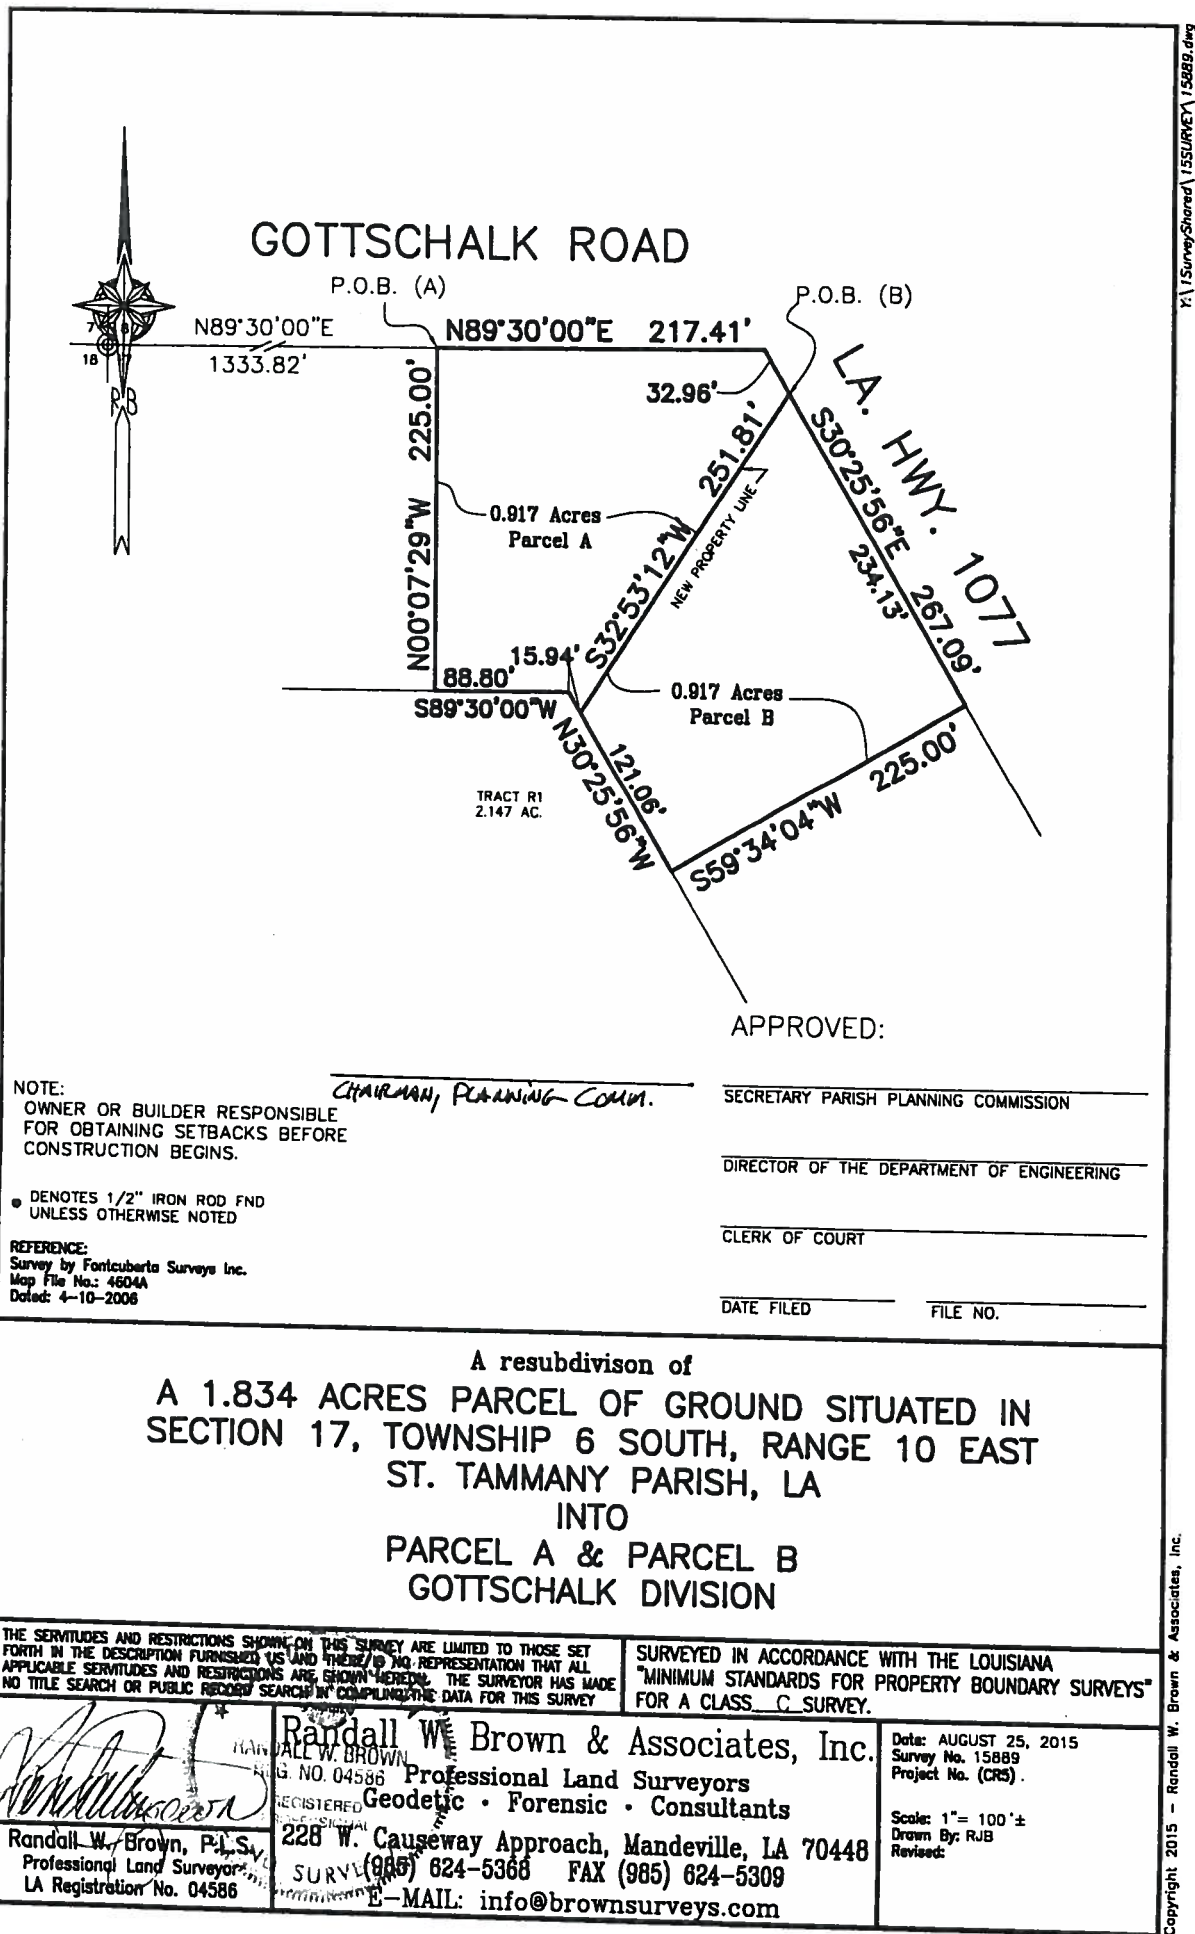 Y:\1SurveyShared\15SURVEY\15889.dwg
GOTTSCHALK ROAD
P.O.B. (A)
P.O.B. (B)
7 8
18 17
RB
N89°30'00"E
1333.82'
N89°30'00"E 217.41'
32.96'
LA. HWY. 1077
N00°07'29"W 225.00'
S32°53'12"W 251.81'
NEW PROPERTY LINE
S30°25'56"E 267.09'
234.13'
0.917 Acres
Parcel A
15.94'
88.80'
S89°30'00"W
0.917 Acres
Parcel B
N30°25'56"W
121.06'
S59°34'04"W 225.00'
TRACT R1
2.147 AC.
APPROVED:
CHAIRMAN, PLANNING COMM.
SECRETARY PARISH PLANNING COMMISSION
DIRECTOR OF THE DEPARTMENT OF ENGINEERING
CLERK OF COURT
DATE FILED FILE NO.
NOTE:
OWNER OR BUILDER RESPONSIBLE
FOR OBTAINING SETBACKS BEFORE
CONSTRUCTION BEGINS.
DENOTES 1/2" IRON ROD FND
UNLESS OTHERWISE NOTED
REFERENCE:
Survey by Fontcuberta Surveys Inc.
Map File No.: 4604A
Dated: 4-10-2006
A resubdivison of
A 1.834 ACRES PARCEL OF GROUND SITUATED IN
SECTION 17, TOWNSHIP 6 SOUTH, RANGE 10 EAST
ST. TAMMANY PARISH, LA
INTO
PARCEL A & PARCEL B
GOTTSCHALK DIVISION
THE SERVITUDES AND RESTRICTIONS SHOWN ON THIS SURVEY ARE LIMITED TO THOSE SET
FORTH IN THE DESCRIPTION FURNISHED US AND THERE IS NO REPRESENTATION THAT ALL
APPLICABLE SERVITUDES AND RESTRICTIONS ARE SHOWN HEREON. THE SURVEYOR HAS MADE
NO TITLE SEARCH OR PUBLIC RECORD SEARCH IN COMPILING THE DATA FOR THIS SURVEY
SURVEYED IN ACCORDANCE WITH THE LOUISIANA
"MINIMUM STANDARDS FOR PROPERTY BOUNDARY SURVEYS"
FOR A CLASS C SURVEY.
Randall W. Brown, P.L.S.
Professional Land Surveyor
LA Registration No. 04586
RANDALL W. BROWN
REG. NO. 04586
REGISTERED
PROFESSIONAL
Randall W. Brown & Associates, Inc.
Professional Land Surveyors
Geodetic • Forensic • Consultants
228 W. Causeway Approach, Mandeville, LA 70448
(985) 624-5368 FAX (985) 624-5309
E-MAIL: info@brownsurveys.com
Date: AUGUST 25, 2015
Survey No. 15889
Project No. (CR5) .
Scale: 1"= 100'±
Drawn By: RJB
Revised:
Copyright 2015 - Randall W. Brown & Associates, Inc.